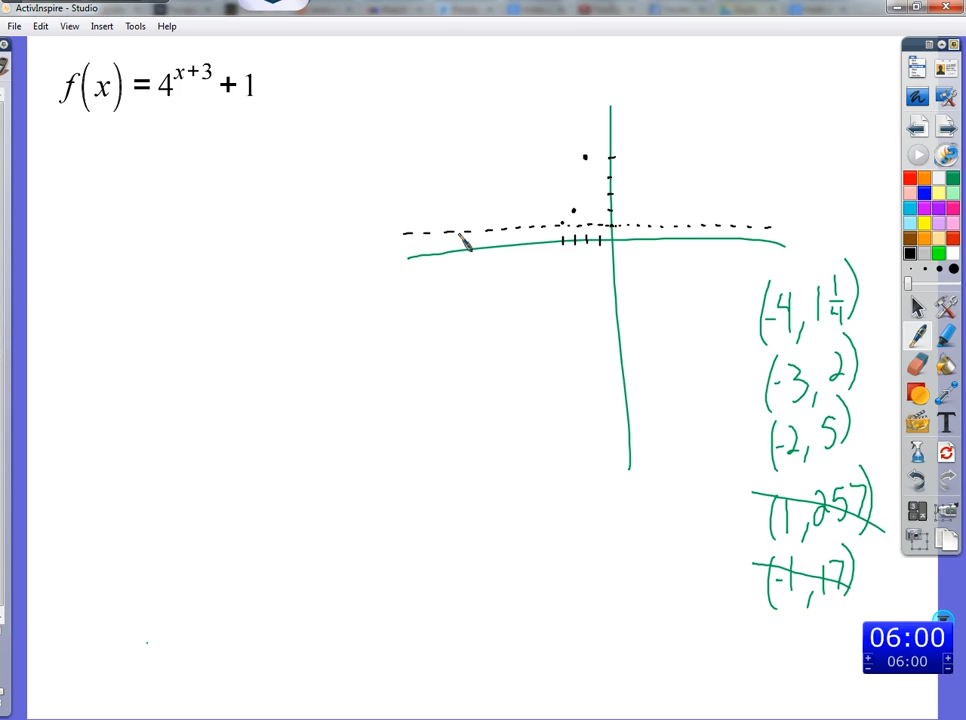 ActivInspire - Studio
File Edit View Insert Tools Help
f(x) = 4^{x+3} + 1
(-4, 1 1/4)
(-3, 2)
(-2, 5)
(1, 257)
(-1, 17)
06:00
06:00